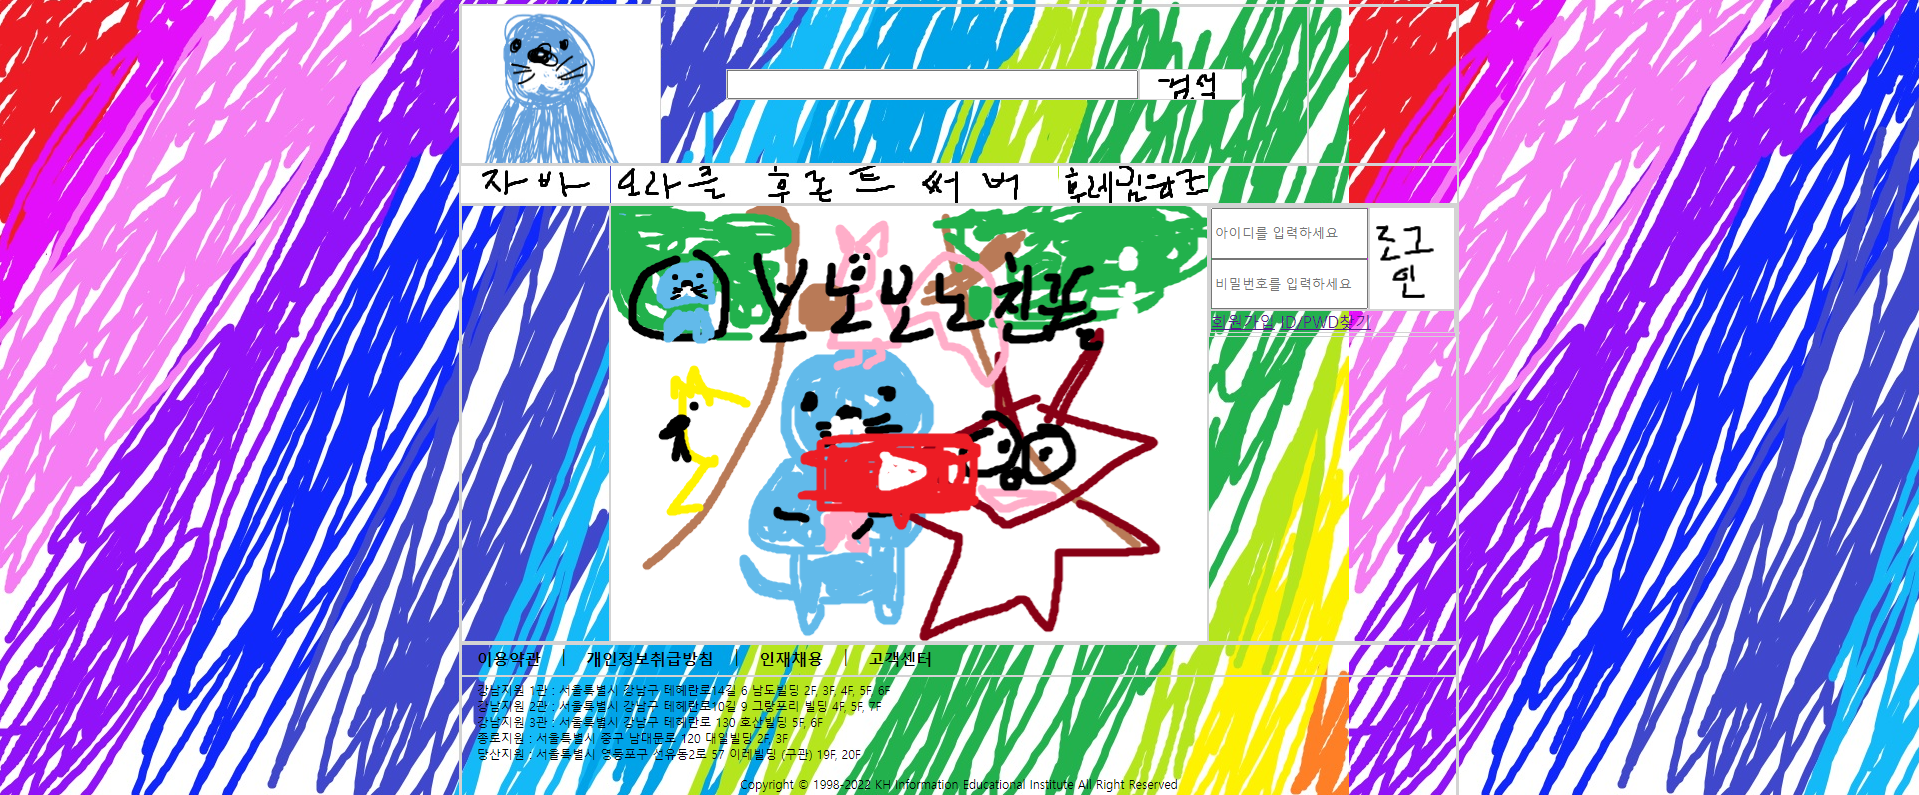 검색
자바 오라클 후론트 써버 후레임워크
보노보노친구들
아이디를 입력하세요
비밀번호를 입력하세요
로그
인
회원가입 ID/PWD찾기
이용약관 | 개인정보취급방침 | 인재채용 | 고객센터
강남지원 1관 : 서울특별시 강남구 테헤란로14길 6 남도빌딩 2F, 3F, 4F, 5F, 6F
강남지원 2관 : 서울특별시 강남구 테헤란로10길 9 그랑프리 빌딩 4F, 5F, 7F
강남지원 3관 : 서울특별시 강남구 테헤란로 130 호산빌딩 5F, 6F
종로지원 : 서울특별시 중구 남대문로 120 대일빌딩 2F, 3F
당산지원 : 서울특별시 영등포구 선유동2로 57 이레빌딩 (구관) 19F, 20F
Copyright © 1998-2022 KH Information Educational Institute All Right Reserved